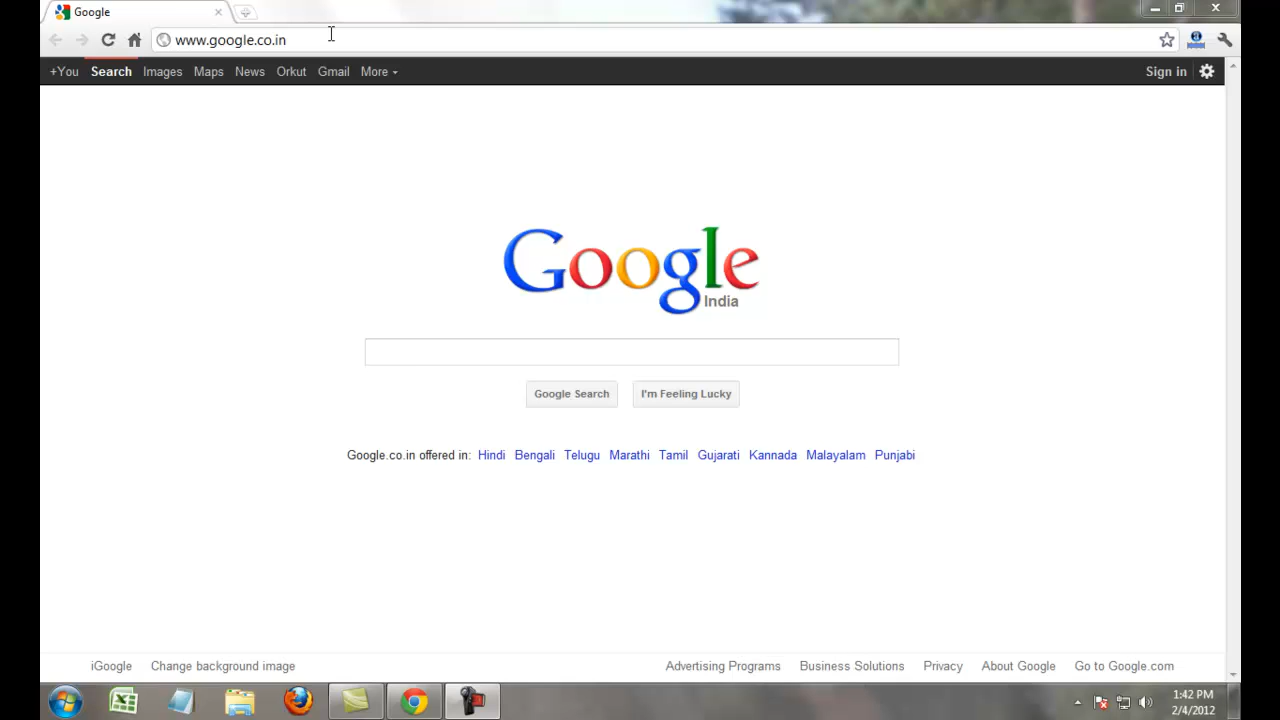 Google
www.google.co.in
+You Search Images Maps News Orkut Gmail More Sign in
Google
India
Google Search I'm Feeling Lucky
Google.co.in offered in: Hindi Bengali Telugu Marathi Tamil Gujarati Kannada Malayalam Punjabi
iGoogle Change background image Advertising Programs Business Solutions Privacy About Google Go to Google.com
1:42 PM
2/4/2012